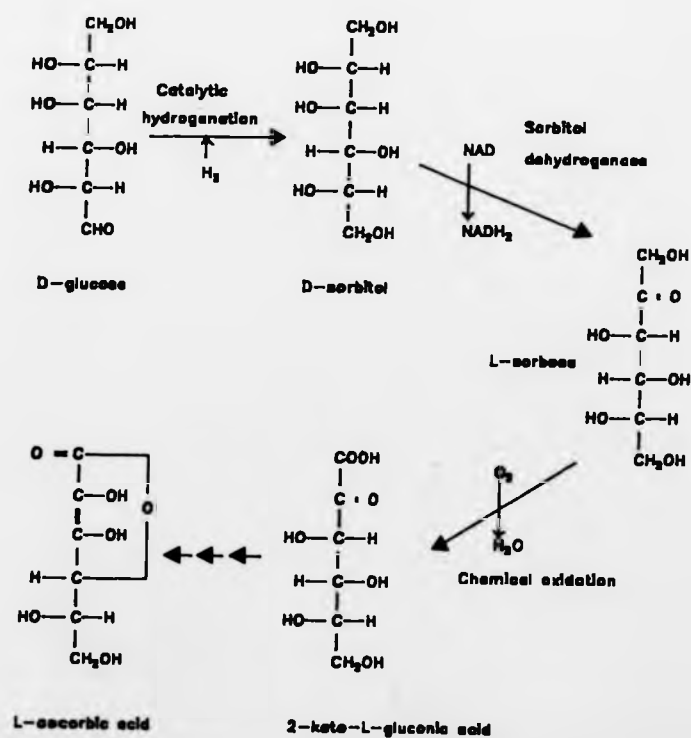 CH₂OH
HO—C—H
HO—C—H
H—C—OH
HO—C—H
CHO
D-glucose
Catalytic
hydrogenation
H₂
CH₂OH
HO—C—H
HO—C—H
H—C—OH
HO—C—H
CH₂OH
D-sorbitol
NAD
NADH₂
Sorbitol
dehydrogenase
CH₂OH
C=O
HO—C—H
H—C—OH
HO—C—H
CH₂OH
L-sorbose
O₂
H₂O
Chemical oxidation
COOH
C=O
HO—C—H
H—C—OH
HO—C—H
CH₂OH
2-keto-L-gluconic acid
O=C
C—OH
O
C—OH
H—C
HO—C—H
CH₂OH
L-ascorbic acid